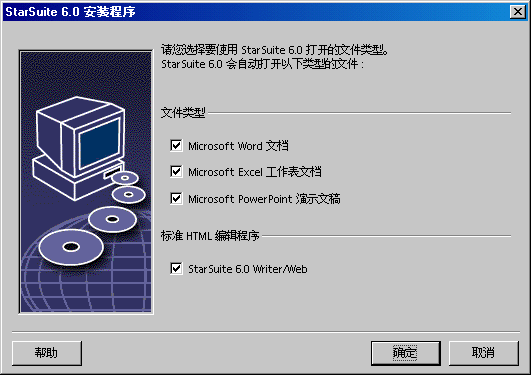 StarSuite 6.0 安装程序
请您选择要使用 StarSuite 6.0 打开的文件类型。
StarSuite 6.0 会自动打开以下类型的文件：
文件类型
Microsoft Word 文档
Microsoft Excel 工作表文档
Microsoft PowerPoint 演示文稿
标准 HTML 编辑程序
StarSuite 6.0 Writer/Web
帮助
确定
取消